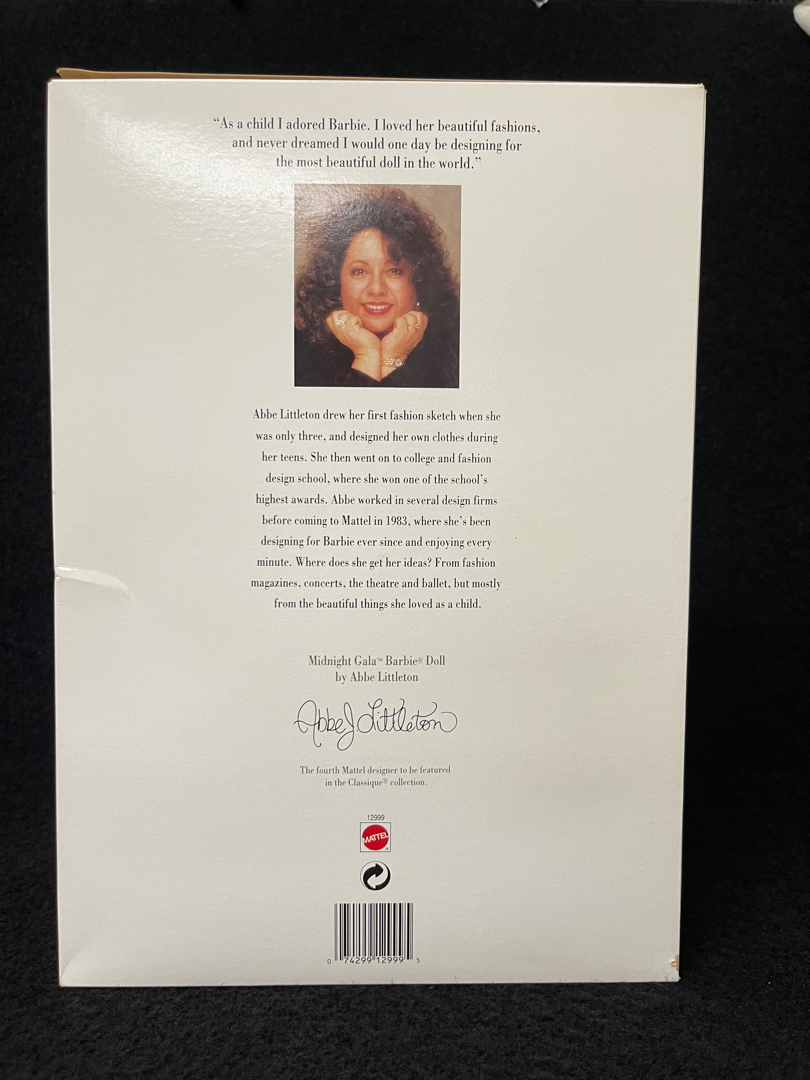 “As a child I adored Barbie. I loved her beautiful fashions,
and never dreamed I would one day be designing for
the most beautiful doll in the world.”
Abbe Littleton drew her first fashion sketch when she
was only three, and designed her own clothes during
her teens. She then went on to college and fashion
design school, where she won one of the school’s
highest awards. Abbe worked in several design firms
before coming to Mattel in 1983, where she’s been
designing for Barbie ever since and enjoying every
minute. Where does she get her ideas? From fashion
magazines, concerts, the theatre and ballet, but mostly
from the beautiful things she loved as a child.
Midnight Gala™ Barbie® Doll
by Abbe Littleton
Abbe J Littleton
The fourth Mattel designer to be featured
in the Classique® collection.
12999
MATTEL
0 74299 12999 5